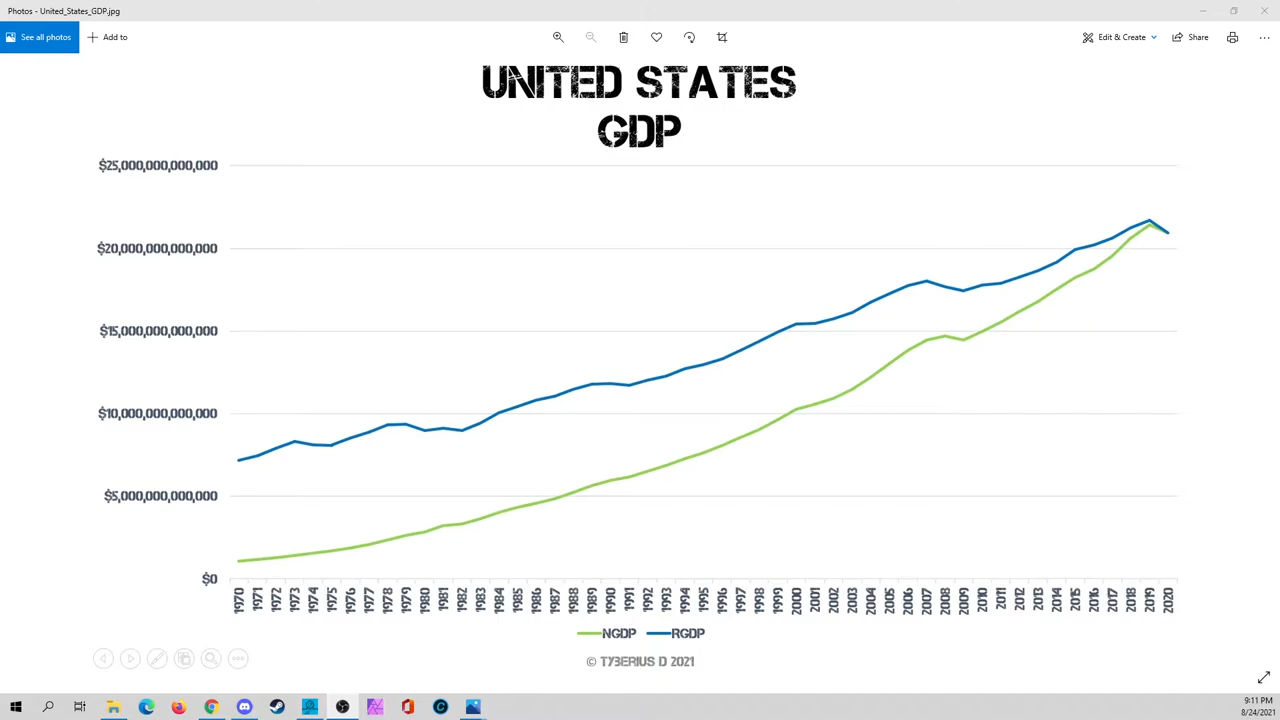 Photos - United_States_GDP.jpg
See all photos
Add to
Edit & Create
Share
UNITED STATES
GDP
$25,000,000,000,000
$20,000,000,000,000
$15,000,000,000,000
$10,000,000,000,000
$5,000,000,000,000
$0
1970 1971 1972 1973 1974 1975 1976 1977 1978 1979 1980 1981 1982 1983 1984 1985 1986 1987 1988 1989 1990 1991 1992 1993 1994 1995 1996 1997 1998 1999 2000 2001 2002 2003 2004 2005 2006 2007 2008 2009 2010 2011 2012 2013 2014 2015 2016 2017 2018 2019 2020
NGDP RGDP
© TYBERIUS D 2021
9:11 PM
8/24/2021